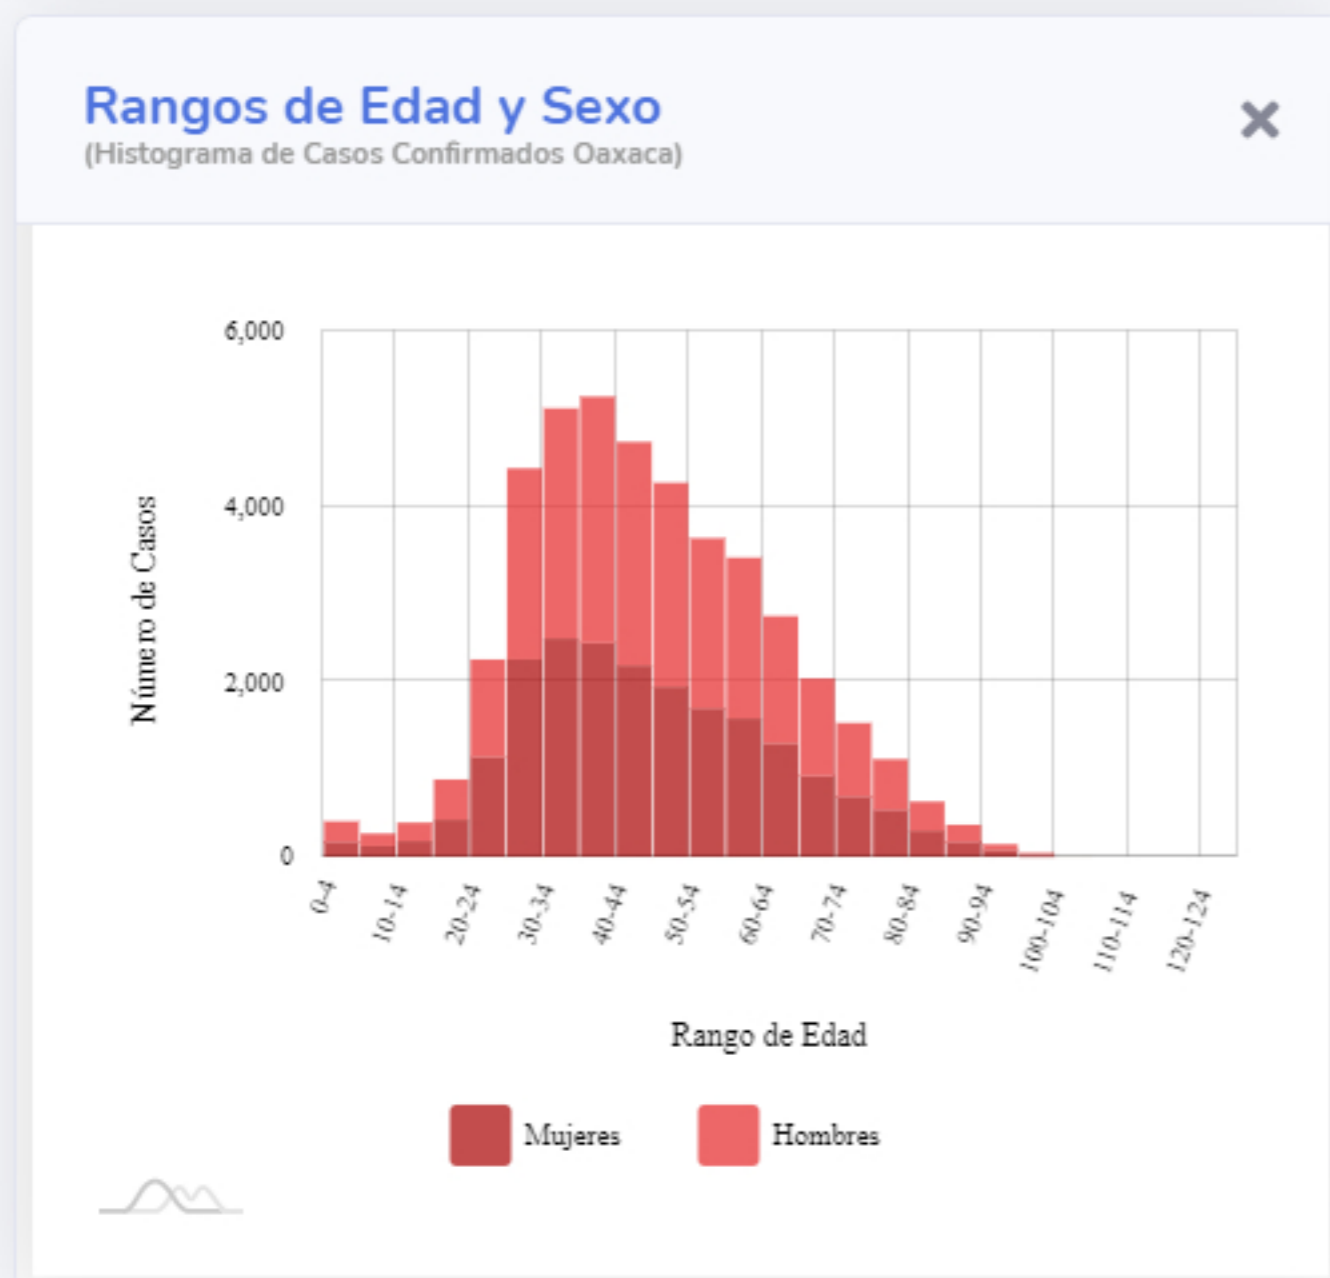 Rangos de Edad y Sexo
(Histograma de Casos Confirmados Oaxaca)
6,000
4,000
2,000
0
Número de Casos
0-4
10-14
20-24
30-34
40-44
50-54
60-64
70-74
80-84
90-94
100-104
110-114
120-124
Rango de Edad
Mujeres
Hombres